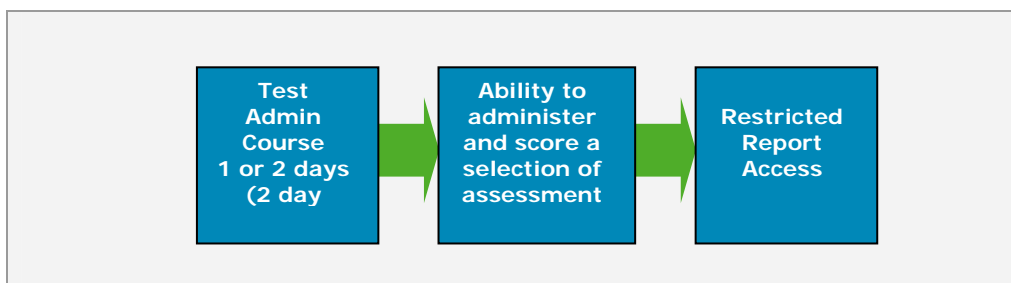 Test
Admin
Course
1 or 2 days
(2 day
Ability to
administer
and score a
selection of
assessment
Restricted
Report
Access